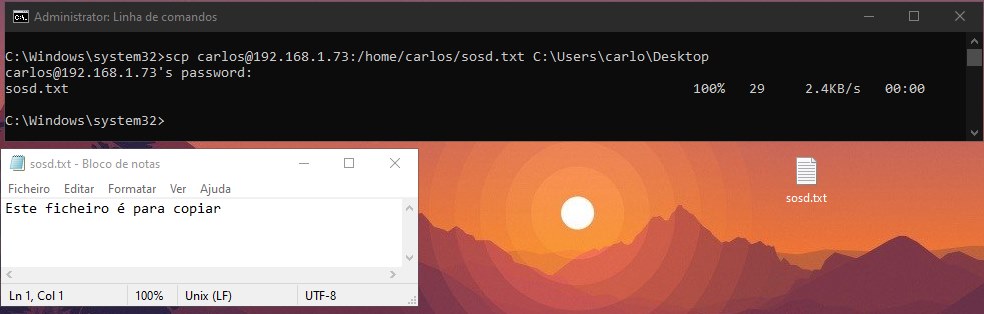 Administrator: Linha de comandos
C:\Windows\system32>scp carlos@192.168.1.73:/home/carlos/sosd.txt C:\Users\carlo\Desktop
carlos@192.168.1.73's password:
sosd.txt 100% 29 2.4KB/s 00:00
C:\Windows\system32>
sosd.txt - Bloco de notas
Ficheiro Editar Formatar Ver Ajuda
Este ficheiro é para copiar
Ln 1, Col 1 100% Unix (LF) UTF-8
sosd.txt